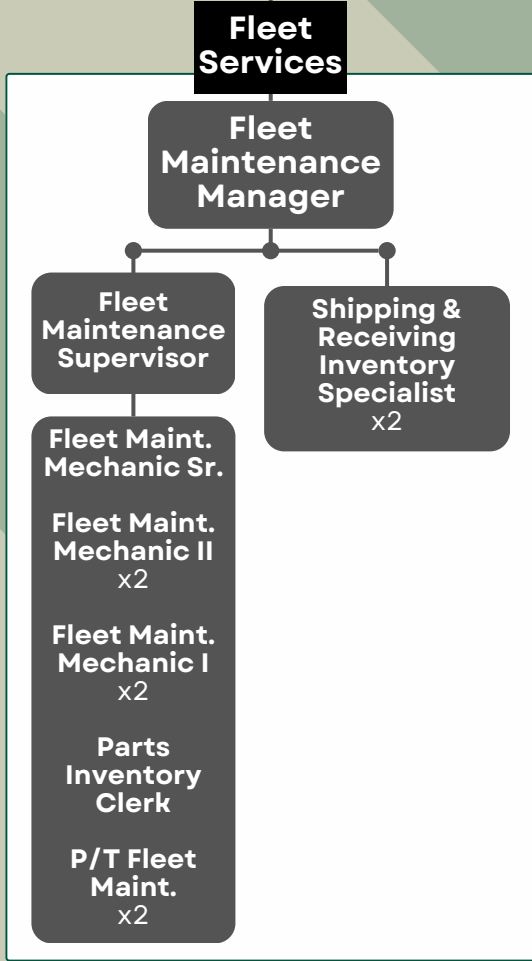 Fleet
Services
Fleet
Maintenance
Manager
Fleet
Maintenance
Supervisor
Shipping &
Receiving
Inventory
Specialist
x2
Fleet Maint.
Mechanic Sr.
Fleet Maint.
Mechanic II
x2
Fleet Maint.
Mechanic I
x2
Parts
Inventory
Clerk
P/T Fleet
Maint.
x2